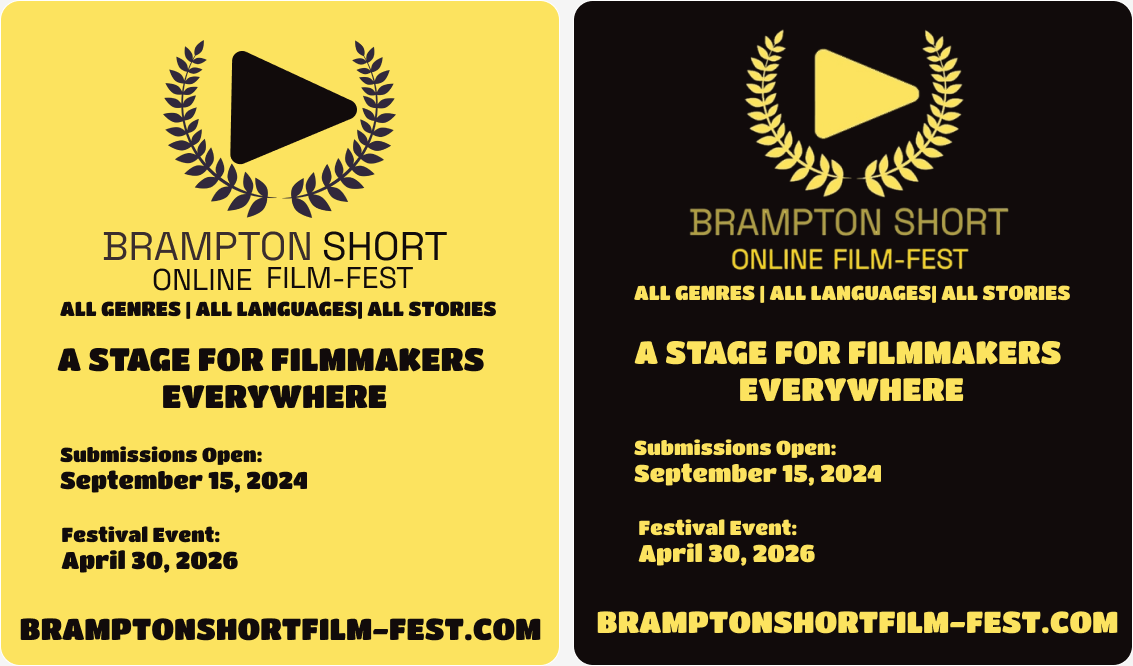 BRAMPTON SHORT
ONLINE FILM-FEST
ALL GENRES | ALL LANGUAGES| ALL STORIES
A STAGE FOR FILMMAKERS
EVERYWHERE
Submissions Open:
September 15, 2024
Festival Event:
April 30, 2026
BRAMPTONSHORTFILM-FEST.COM
BRAMPTON SHORT
ONLINE FILM-FEST
ALL GENRES | ALL LANGUAGES| ALL STORIES
A STAGE FOR FILMMAKERS
EVERYWHERE
Submissions Open:
September 15, 2024
Festival Event:
April 30, 2026
BRAMPTONSHORTFILM-FEST.COM